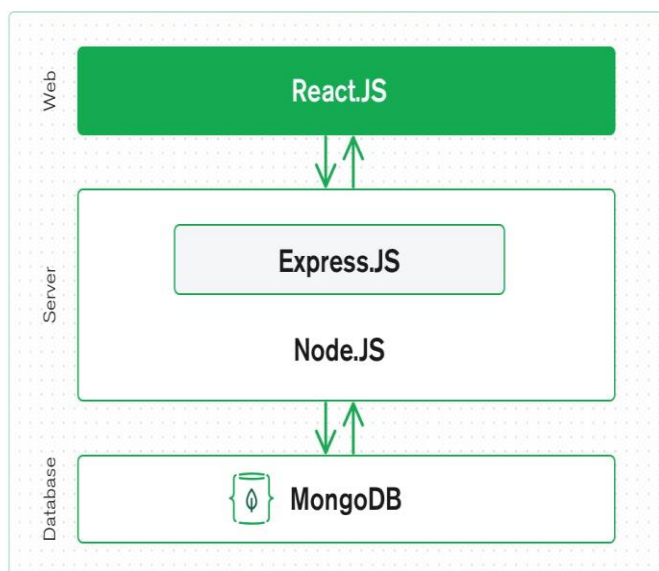 Web
React.JS
Server
Express.JS
Node.JS
Database
MongoDB